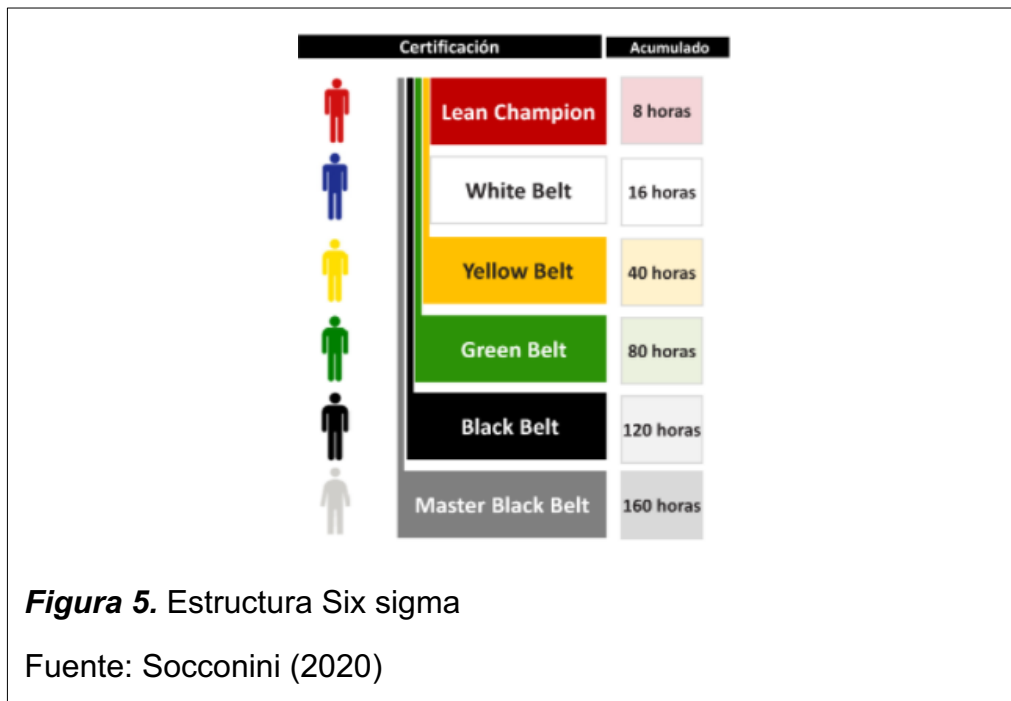 Certificación Acumulado
Lean Champion 8 horas
White Belt 16 horas
Yellow Belt 40 horas
Green Belt 80 horas
Black Belt 120 horas
Master Black Belt 160 horas
Figura 5. Estructura Six sigma
Fuente: Socconini (2020)